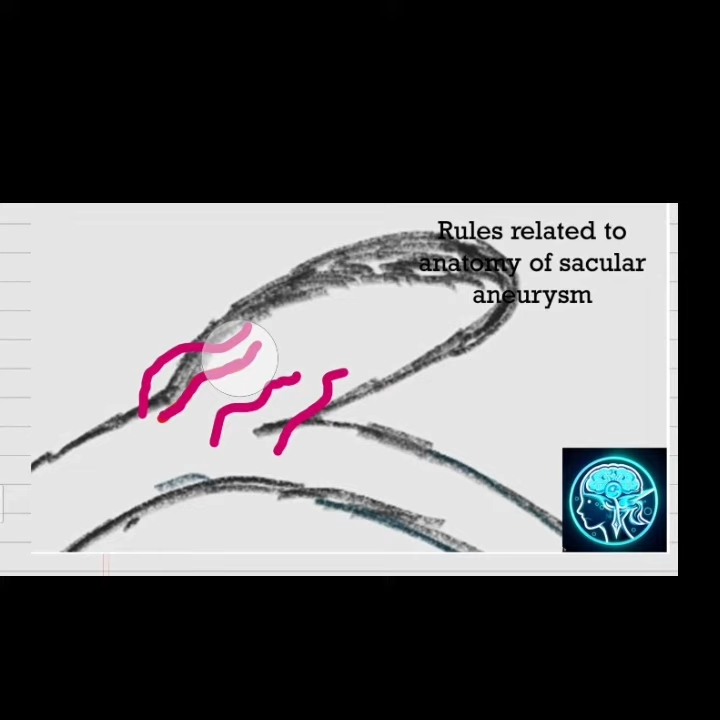 Rules related to
anatomy of sacular
aneurysm